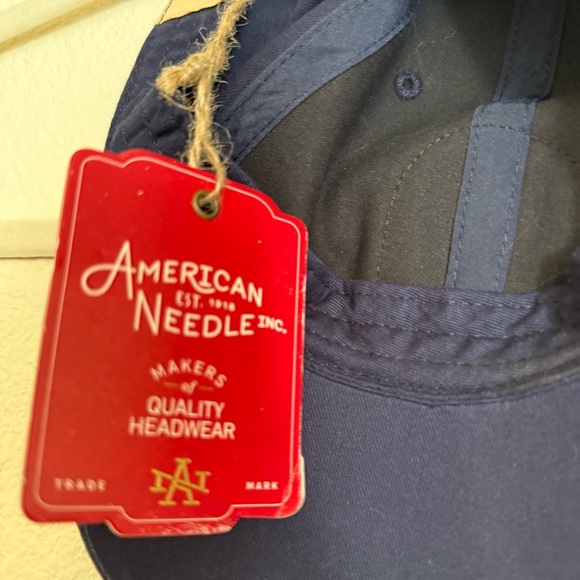 AMERICAN
EST. 1918
NEEDLE INC.
MAKERS
of
QUALITY
HEADWEAR
AN
TRADE MARK